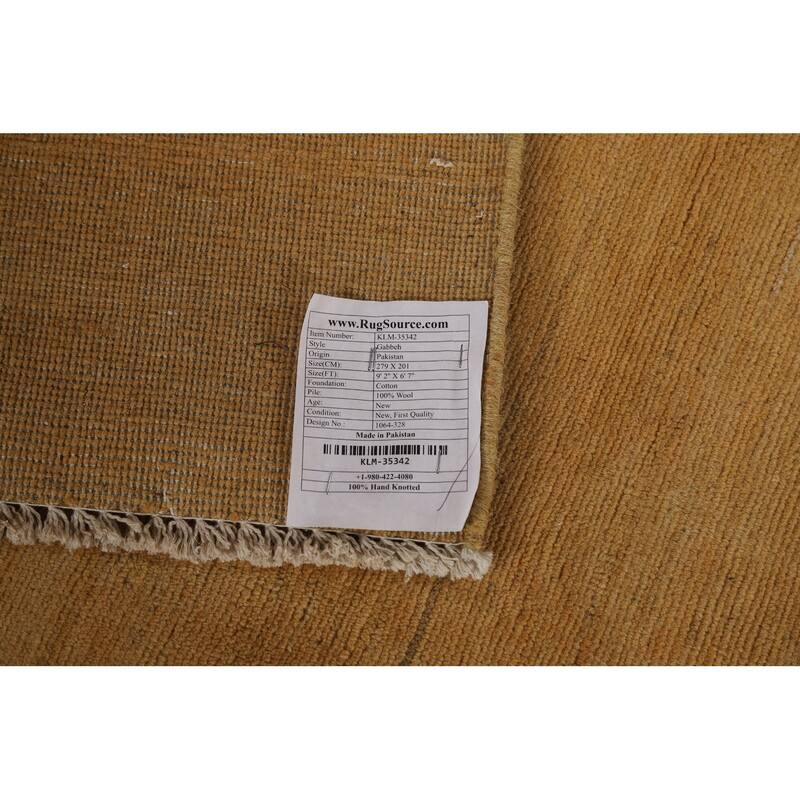 www.RugSource.com
Item Number: KLM-35342
Style Gabbeh
Origin Pakistan
Size(CM): 279 X 201
Size(FT): 9' 2" X 6' 7"
Foundation: Cotton
Pile: 100% Wool
Age: New
Condition: New, First Quality
Design No.: 1064-328
Made in Pakistan
KLM-35342
+1-980-422-4080
100% Hand Knotted